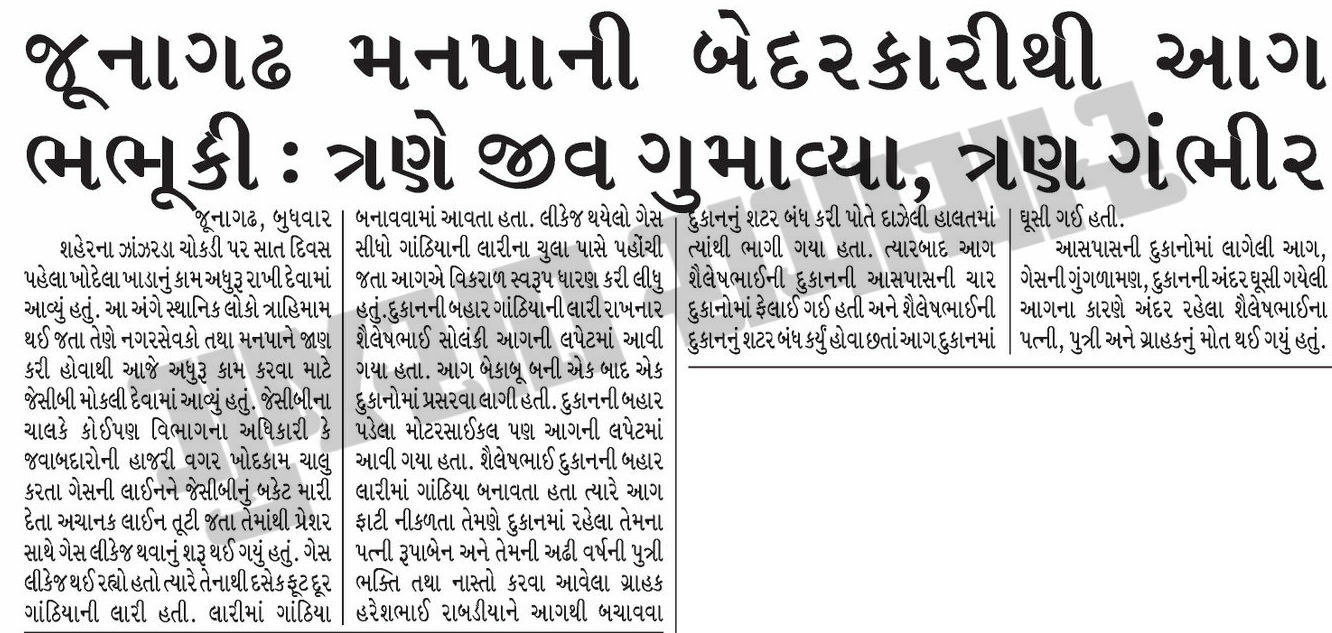 જૂનાગઢ મનપાની બેદરકારીથી આગ
ભભૂકી : ત્રણે જીવ ગુમાવ્યા, ત્રણ ગંભીર
જૂનાગઢ, બુધવાર
શહેરના ઝાંઝરડા ચોકડી પર સાત દિવસ
પહેલા ખોદેલા ખાડાનું કામ અધુરૂ રાખી દેવામાં
આવ્યું હતું. આ અંગે સ્થાનિક લોકો ત્રાહિમામ
થઈ જતા તેણે નગરસેવકો તથા મનપાને જાણ
કરી હોવાથી આજે અધુરૂ કામ કરવા માટે
જેસીબી મોકલી દેવામાં આવ્યું હતું. જેસીબીના
ચાલકે કોઈપણ વિભાગના અધિકારી કે
જવાબદારોની હાજરી વગર ખોદકામ ચાલુ
કરતા ગેસની લાઈનને જેસીબીનું બકેટ મારી
દેતા અચાનક લાઈન તૂટી જતા તેમાંથી પ્રેશર
સાથે ગેસ લીકેજ થવાનું શરૂ થઈ ગયું હતું. ગેસ
લીકેજ થઈ રહ્યો હતો ત્યારે તેનાથી દસેક ફૂટ દૂર
ગાંઠિયાની લારી હતી. લારીમાં ગાંઠિયા
બનાવવામાં આવતા હતા. લીકેજ થયેલો ગેસ
સીધો ગાંઠિયાની લારીના ચુલા પાસે પહોંચી
જતા આગએ વિકરાળ સ્વરૂપ ધારણ કરી લીધુ
હતું.દુકાનની બહાર ગાંઠિયાની લારી રાખનાર
શૈલેષભાઈ સોલંકી આગની લપેટમાં આવી
ગયા હતા. આગ બેકાબૂ બની એક બાદ એક
દુકાનોમાં પ્રસરવા લાગી હતી. દુકાનની બહાર
પડેલા મોટરસાઈકલ પણ આગની લપેટમાં
આવી ગયા હતા. શૈલેષભાઈ દુકાનની બહાર
લારીમાં ગાંઠિયા બનાવતા હતા ત્યારે આગ
ફાટી નીકળતા તેમણે દુકાનમાં રહેલા તેમના
પત્ની રૂપાબેન અને તેમની અઢી વર્ષની પુત્રી
ભક્તિ તથા નાસ્તો કરવા આવેલા ગ્રાહક
હરેશભાઈ રાબડીયાને આગથી બચાવવા
દુકાનનું શટર બંધ કરી પોતે દાઝેલી હાલતમાં
ત્યાંથી ભાગી ગયા હતા. ત્યારબાદ આગ
શૈલેષભાઈની દુકાનની આસપાસની ચાર
દુકાનોમાં ફેલાઈ ગઈ હતી અને શૈલેષભાઈની
દુકાનનું શટર બંધ કર્યું હોવા છતાં આગ દુકાનમાં
ઘૂસી ગઈ હતી.
આસપાસની દુકાનોમાં લાગેલી આગ,
ગેસની ગુંગળામણ, દુકાનની અંદર ઘૂસી ગયેલી
આગના કારણે અંદર રહેલા શૈલેષભાઈના
પત્ની, પુત્રી અને ગ્રાહકનું મોત થઈ ગયું હતું.
ગુજરાત સમાચાર